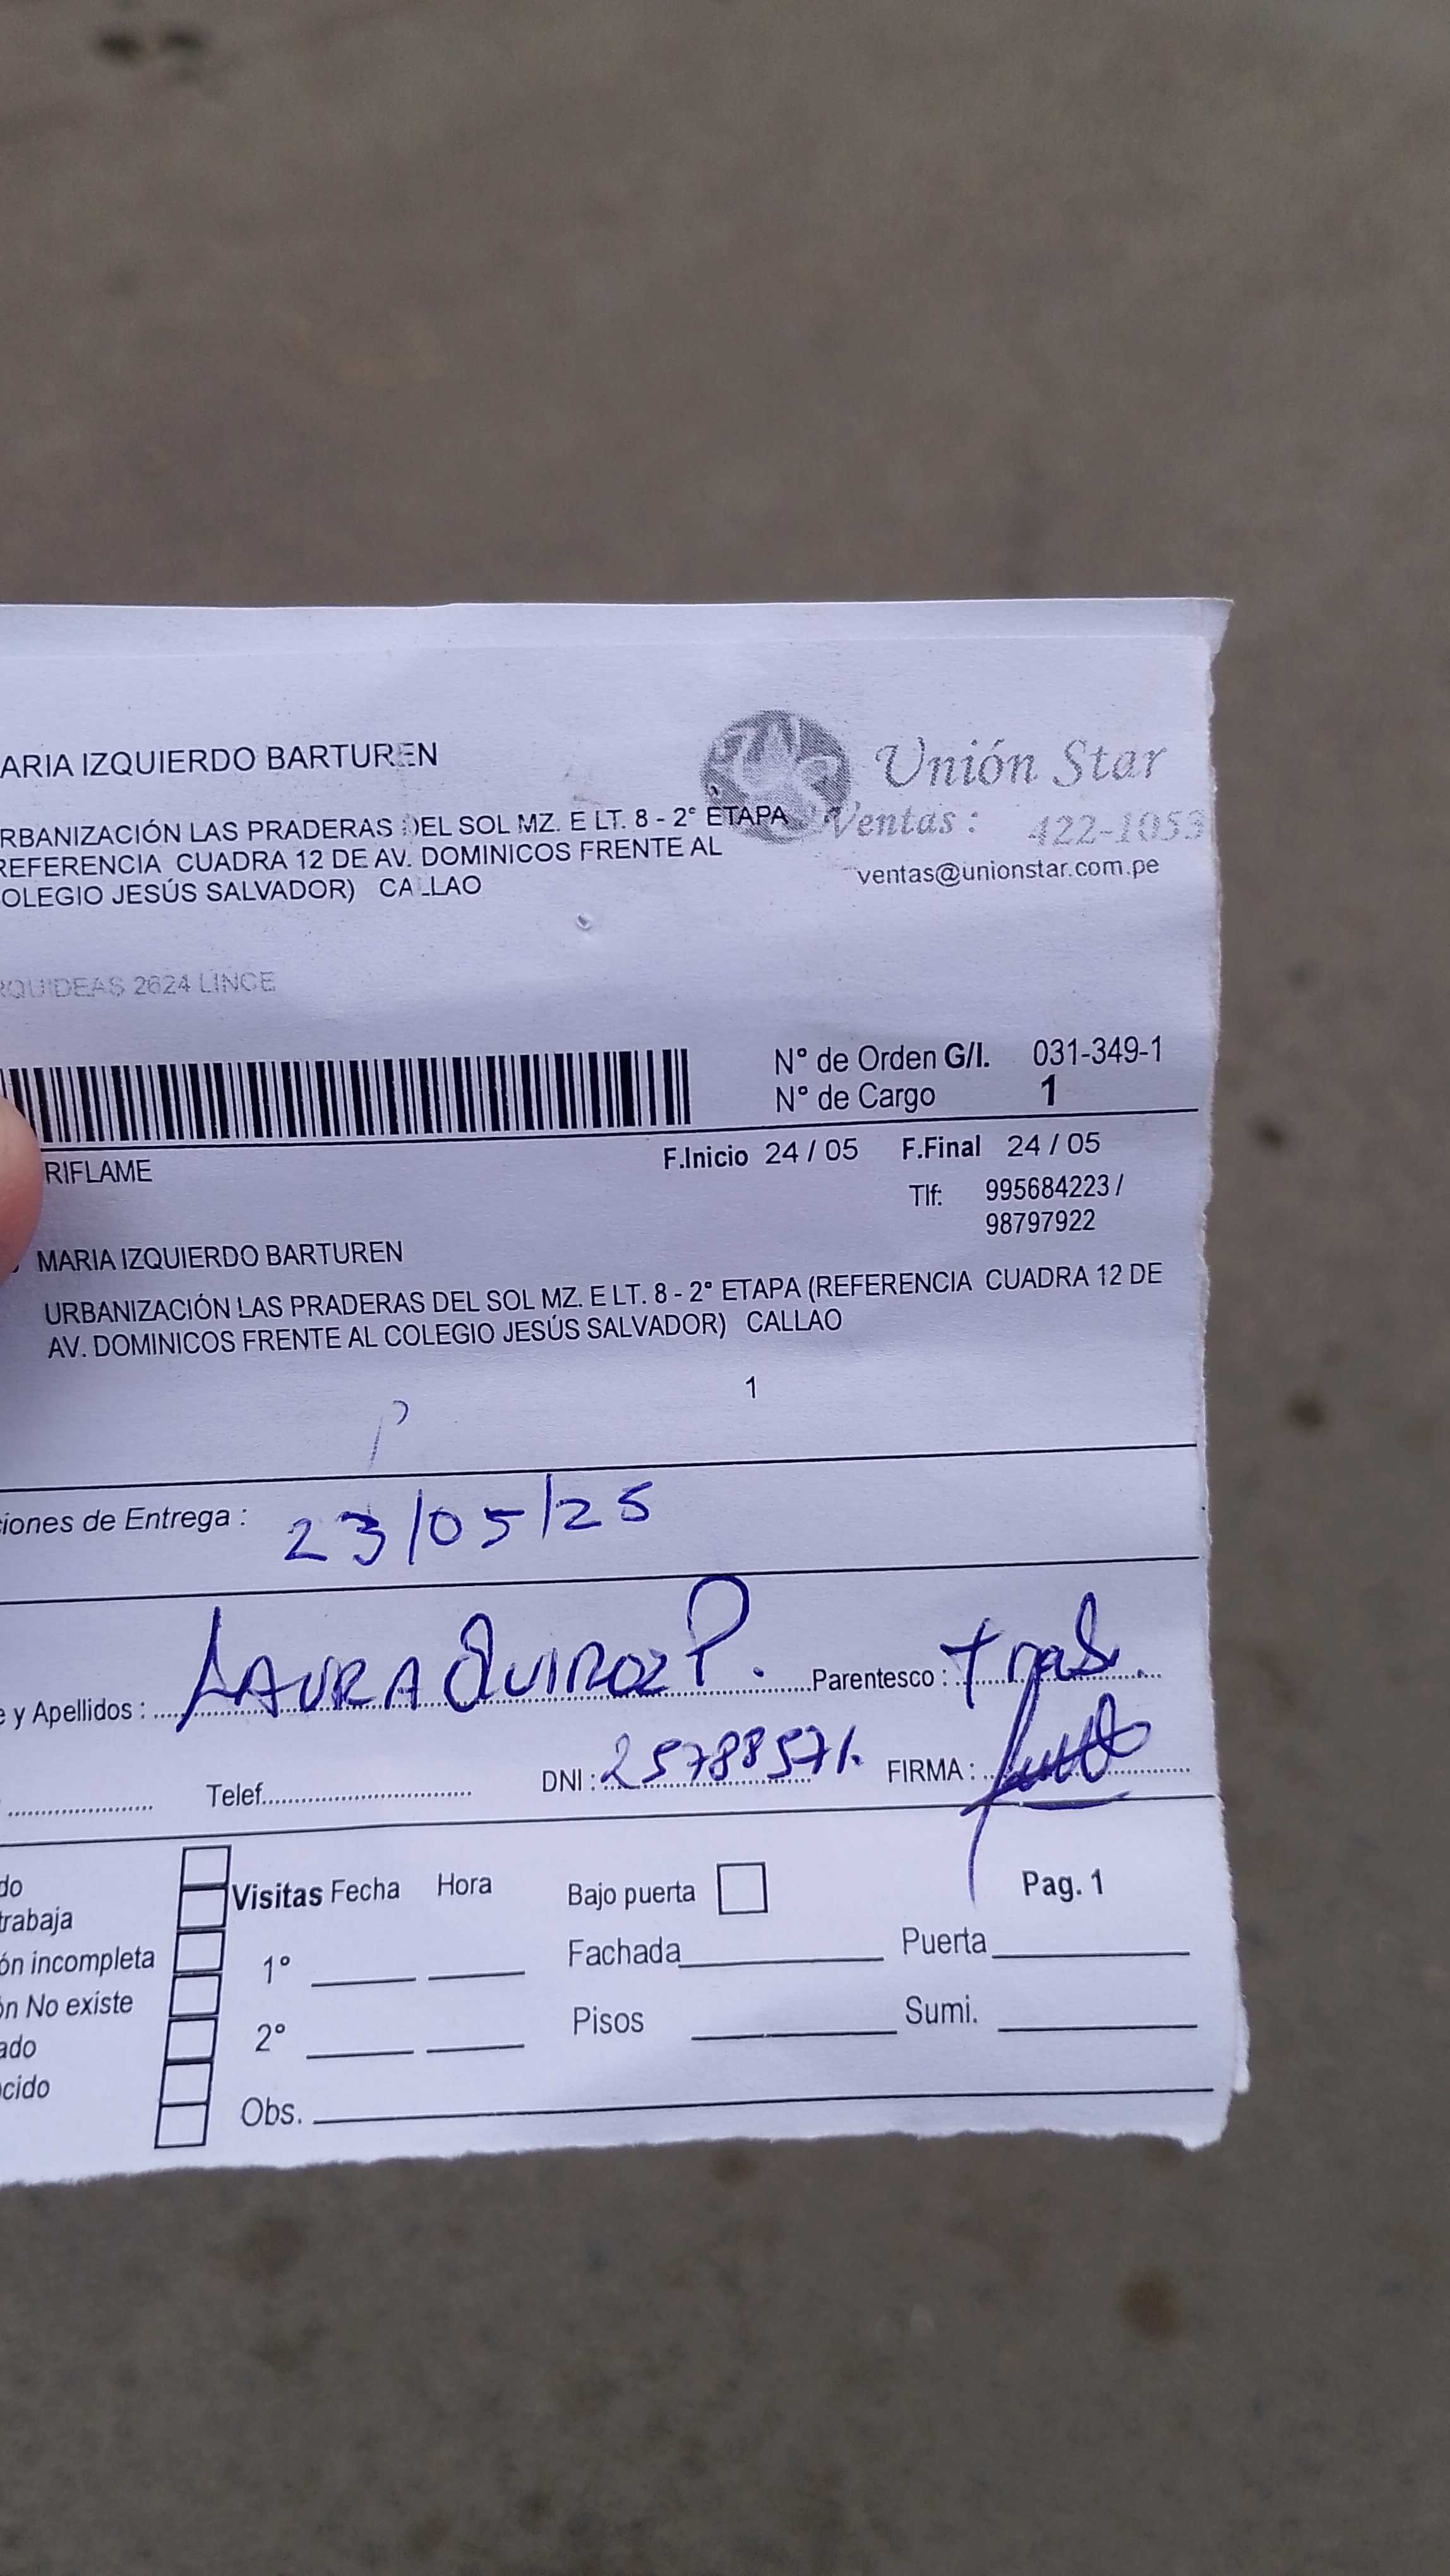 ARIA IZQUIERDO BARTUREN
Unión Star
Ventas: 422-1053
ventas@unionstar.com.pe
RBANIZACIÓN LAS PRADERAS DEL SOL MZ. E LT. 8 - 2° ETAPA
REFERENCIA CUADRA 12 DE AV. DOMINICOS FRENTE AL
OLEGIO JESÚS SALVADOR) CALLAO
RQUIDEAS 2624 LINCE
N° de Orden G/I. 031-349-1
N° de Cargo 1
RIFLAME F.Inicio 24 / 05 F.Final 24 / 05
Tlf: 995684223 /
98797922
MARIA IZQUIERDO BARTUREN
URBANIZACIÓN LAS PRADERAS DEL SOL MZ. E LT. 8 - 2° ETAPA (REFERENCIA CUADRA 12 DE
AV. DOMINICOS FRENTE AL COLEGIO JESÚS SALVADOR) CALLAO
1
P
ciones de Entrega : 23/05/25
e y Apellidos : LAURA QUIROZ P. Parentesco : Trab.
Telef. DNI : 25788571. FIRMA :
do
trabaja
ón incompleta
ón No existe
ado
ocido
Visitas Fecha Hora
1°
2°
Obs.
Bajo puerta
Pag. 1
Fachada Puerta
Pisos Sumi.